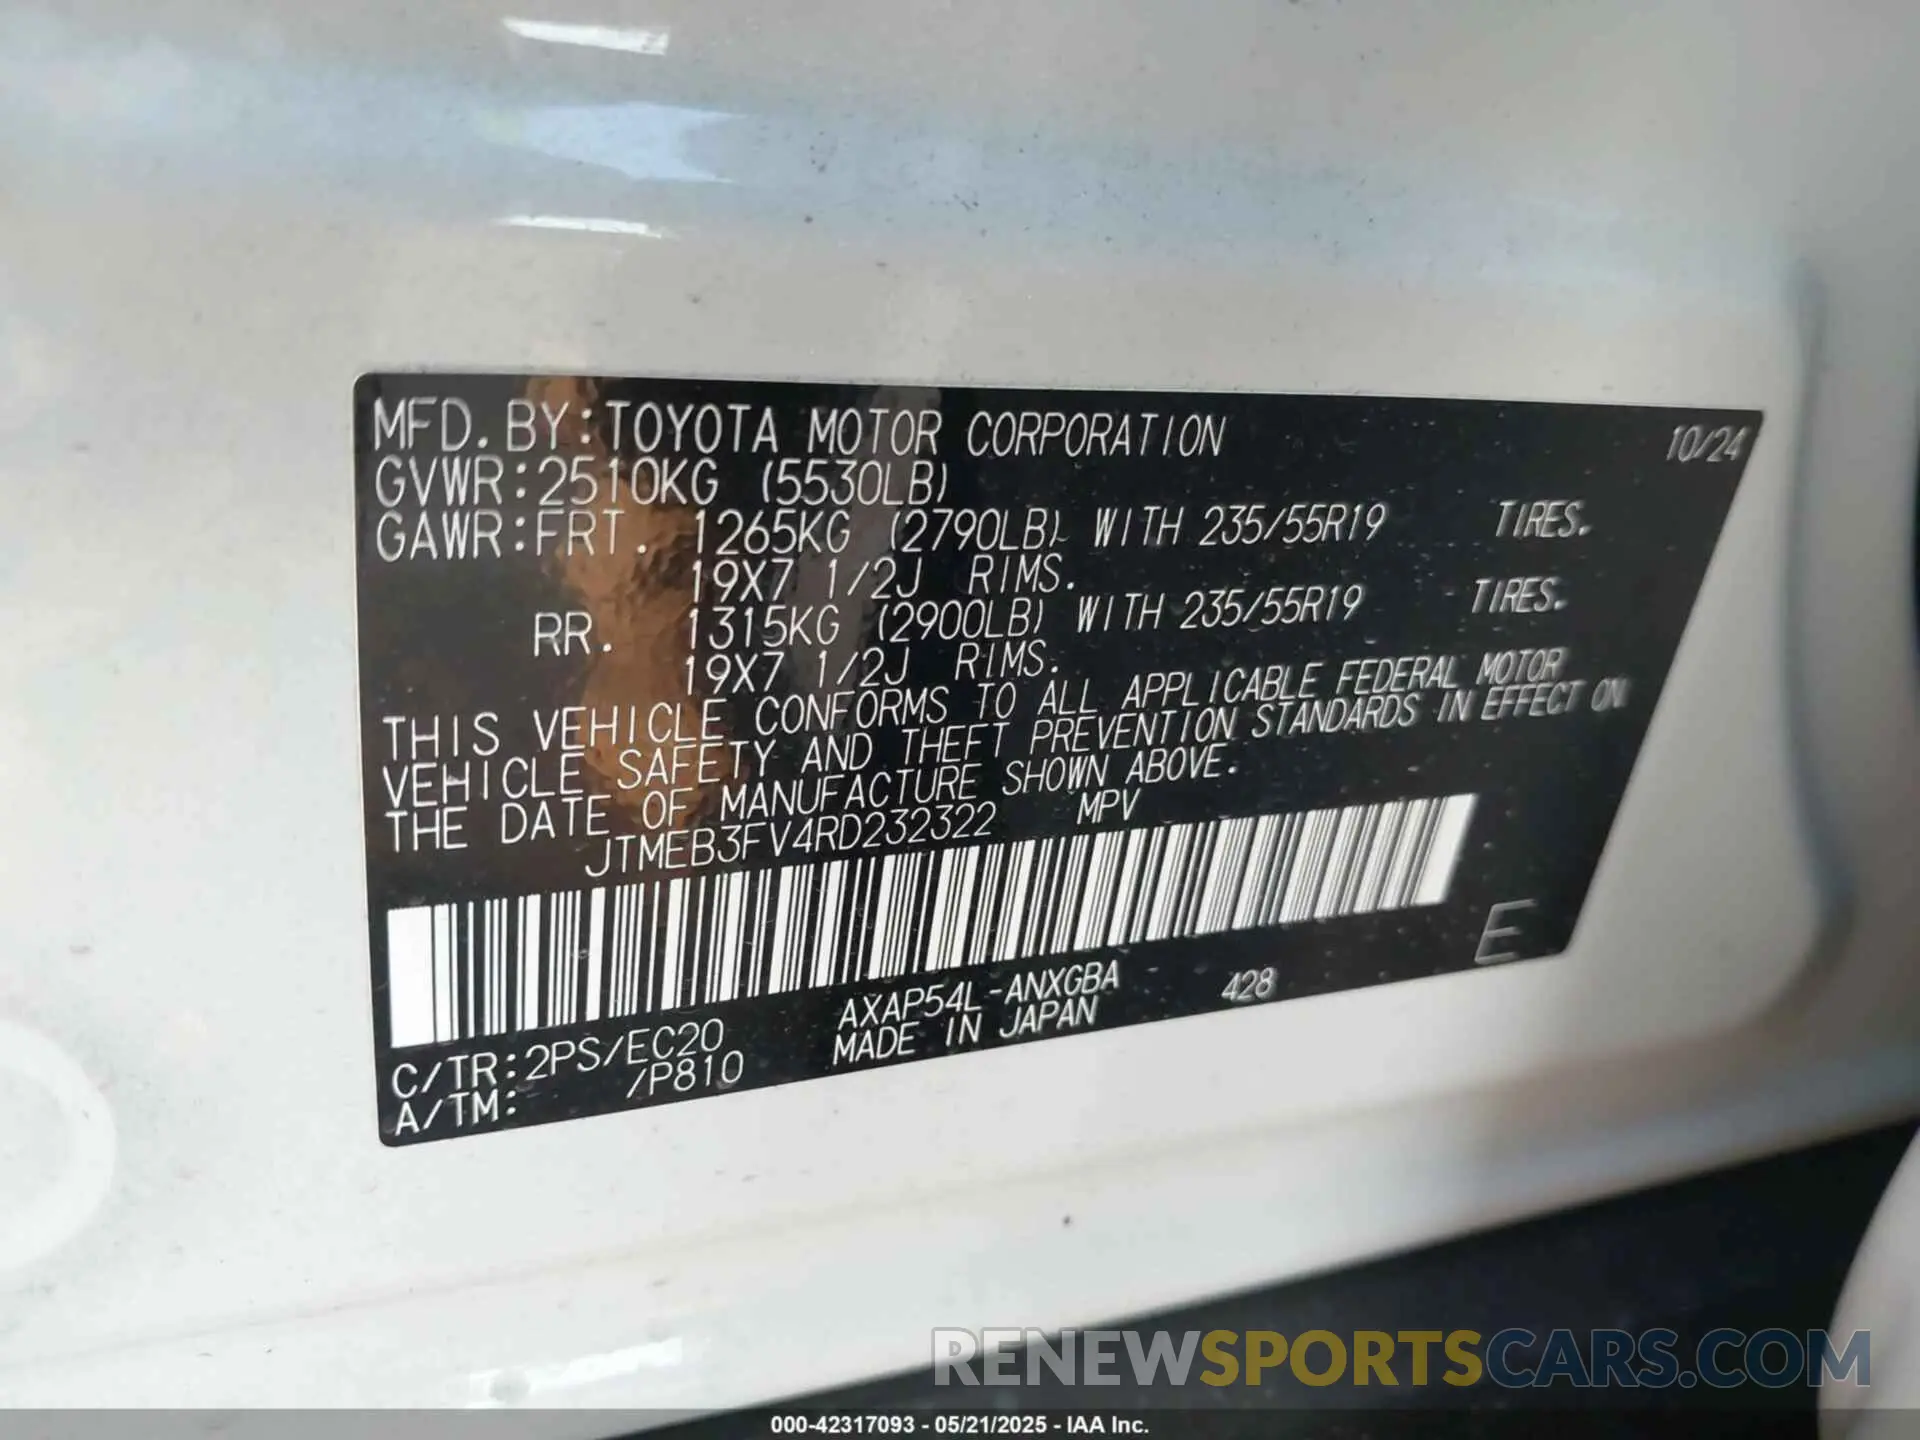 MFD. BY:TOYOTA MOTOR CORPORATION 10/24
GVWR:2510KG (5530LB)
GAWR:FRT. 1265KG (2790LB) WITH 235/55R19 TIRES.
19X7 1/2J RIMS.
RR. 1315KG (2900LB) WITH 235/55R19 TIRES.
19X7 1/2J RIMS.
THIS VEHICLE CONFORMS TO ALL APPLICABLE FEDERAL MOTOR
VEHICLE SAFETY AND THEFT PREVENTION STANDARDS IN EFFECT ON
THE DATE OF MANUFACTURE SHOWN ABOVE.
JTMEB3FV4RD232322 MPV
E
AXAP54L-ANXGBA 428
C/TR:2PS/EC20 MADE IN JAPAN
A/TM: /P810
RENEWSPORTSCARS.COM
000-42317093 - 05/21/2025 - IAA Inc.